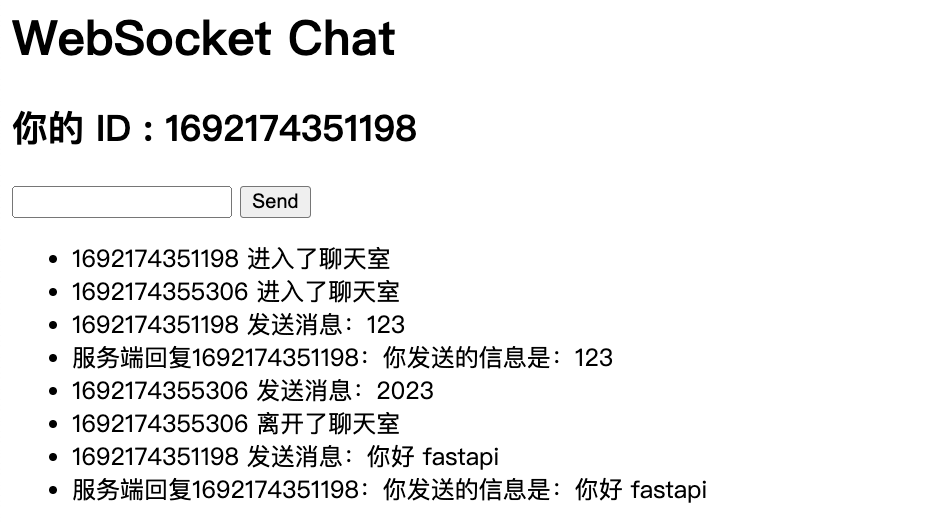 WebSocket Chat
你的 ID : 1692174351198
Send
1692174351198 进入了聊天室
1692174355306 进入了聊天室
1692174351198 发送消息：123
服务端回复1692174351198：你发送的信息是：123
1692174355306 发送消息：2023
1692174355306 离开了聊天室
1692174351198 发送消息：你好 fastapi
服务端回复1692174351198：你发送的信息是：你好 fastapi